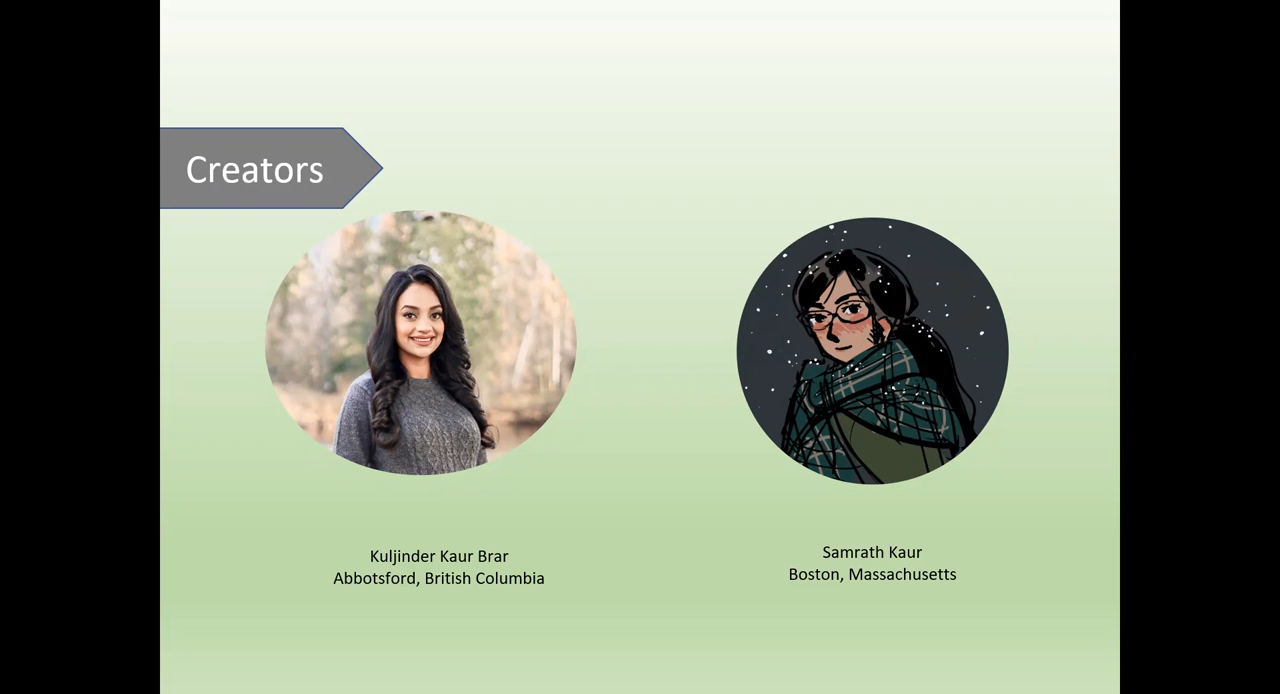 Creators
Kuljinder Kaur Brar
Abbotsford, British Columbia
Samrath Kaur
Boston, Massachusetts